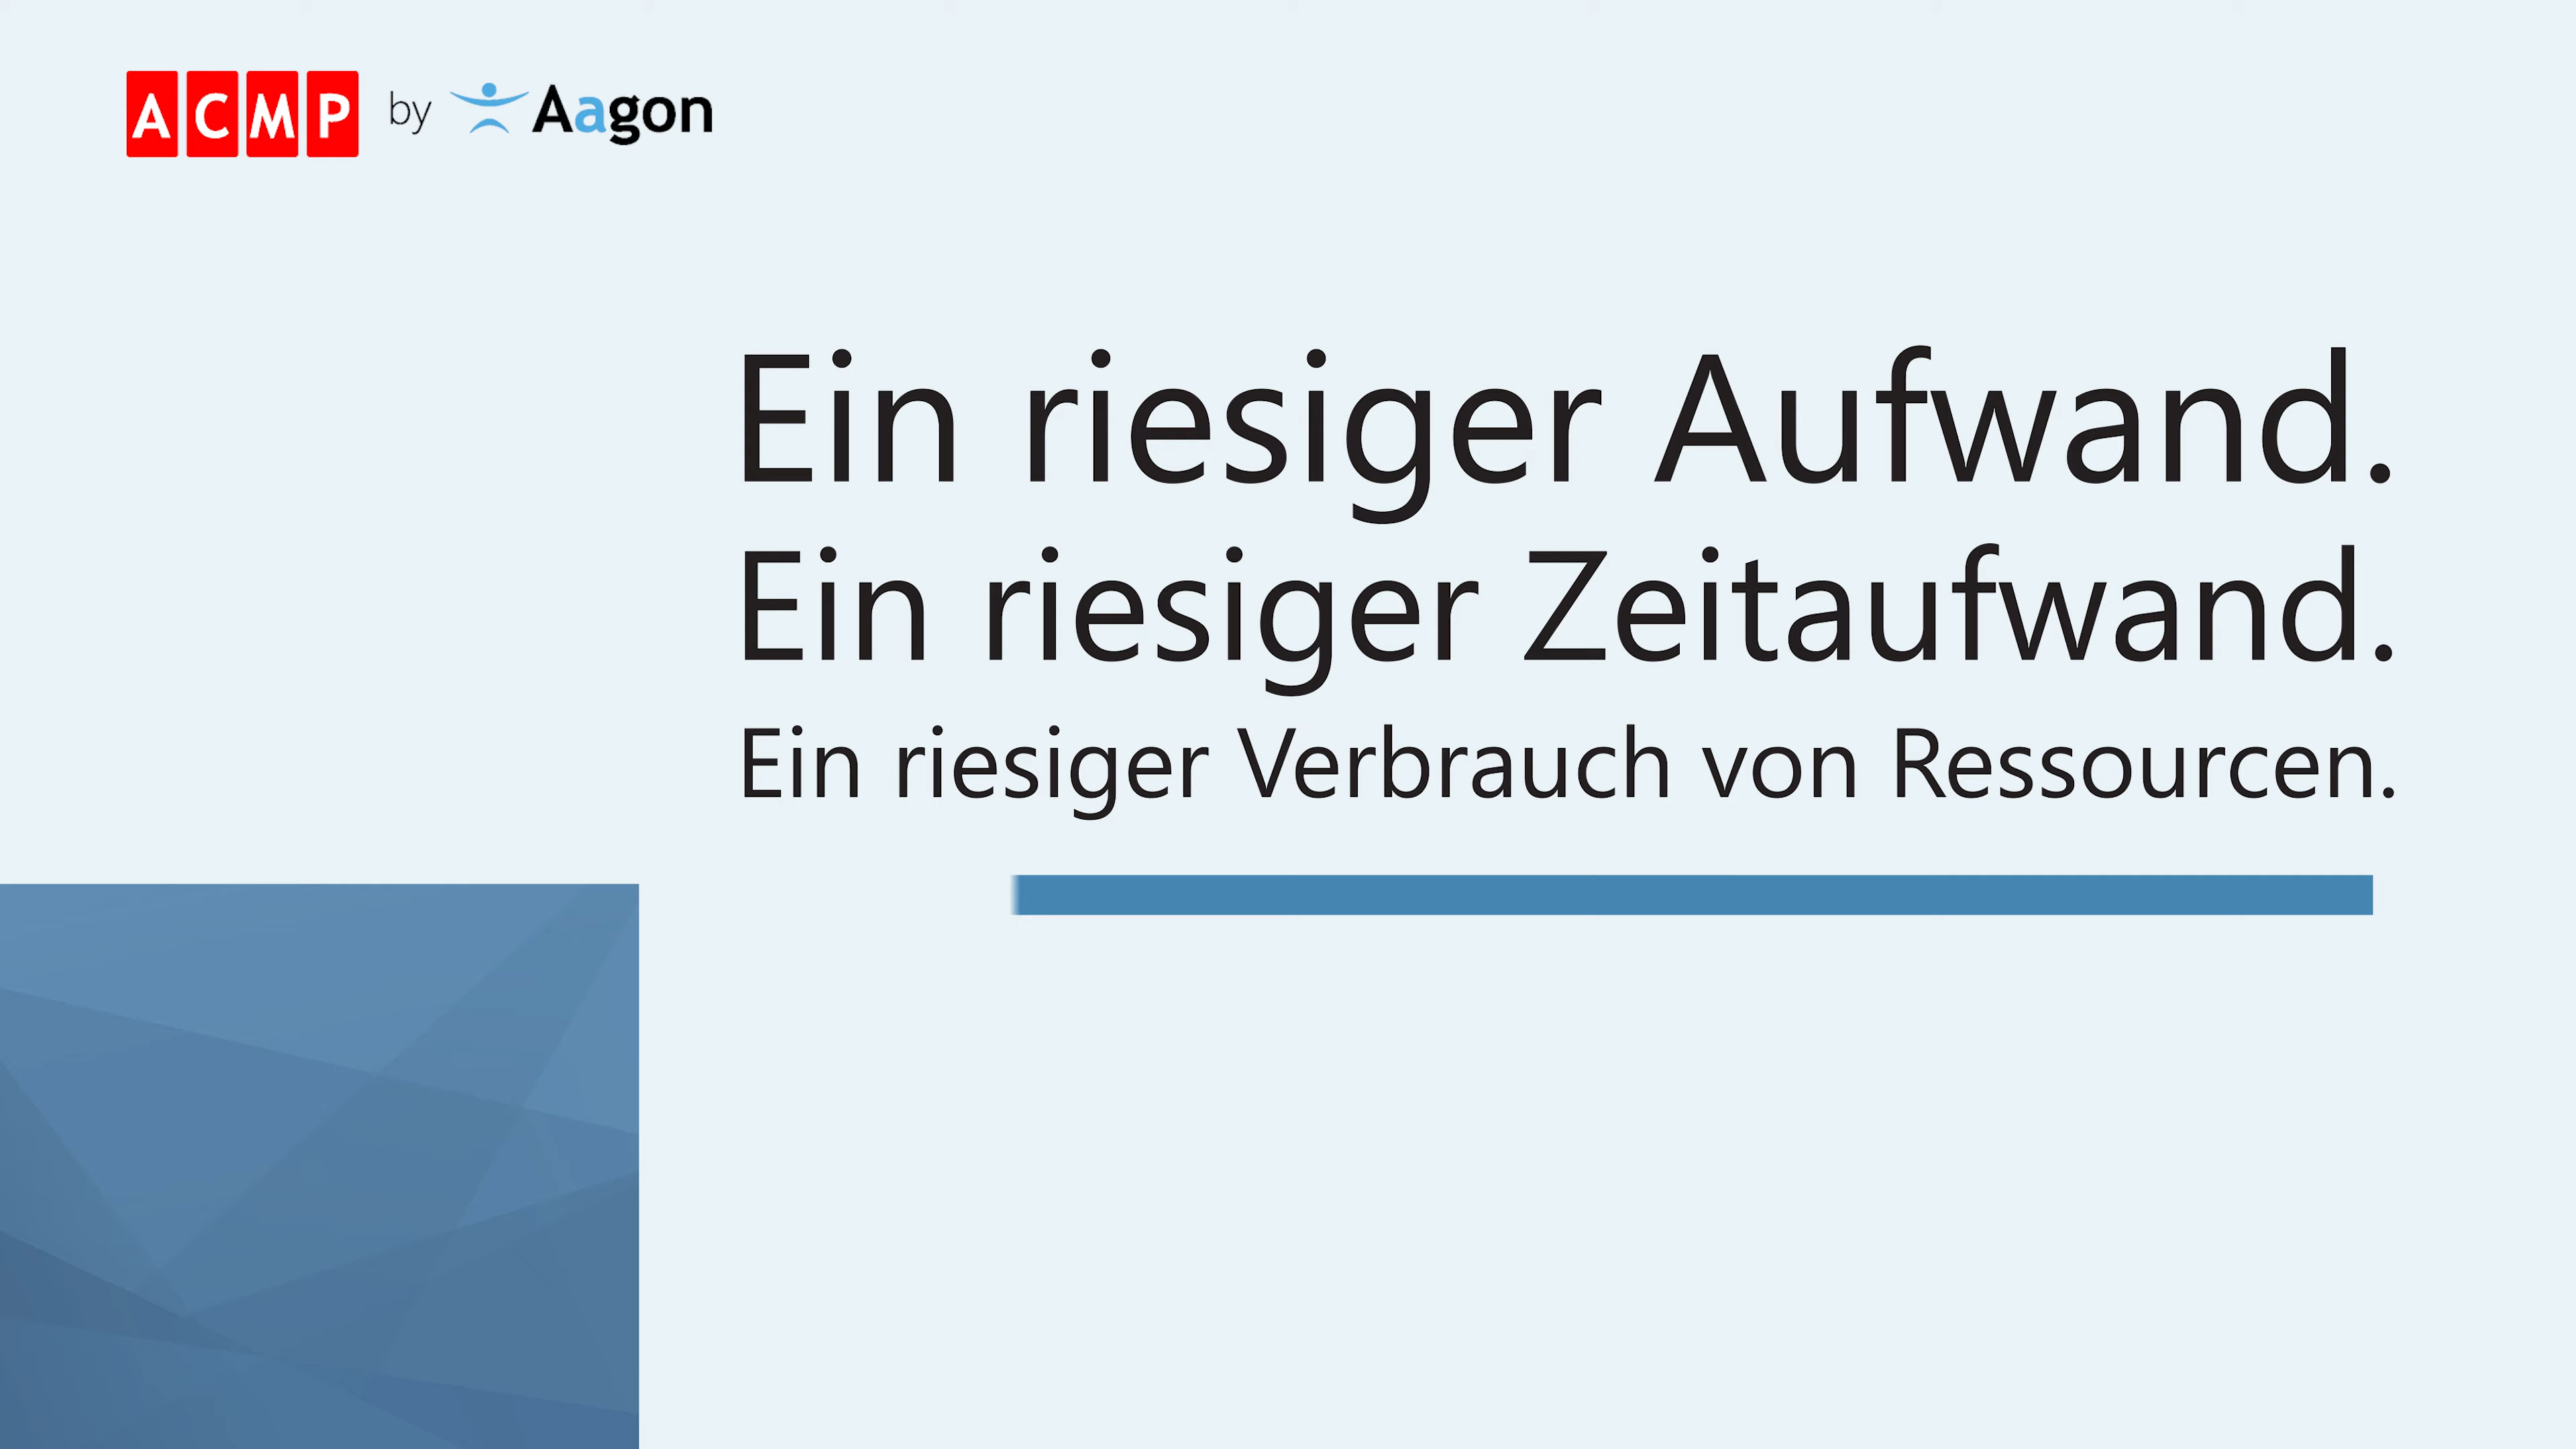 ACMP by Aagon
Ein riesiger Aufwand.
Ein riesiger Zeitaufwand.
Ein riesiger Verbrauch von Ressourcen.